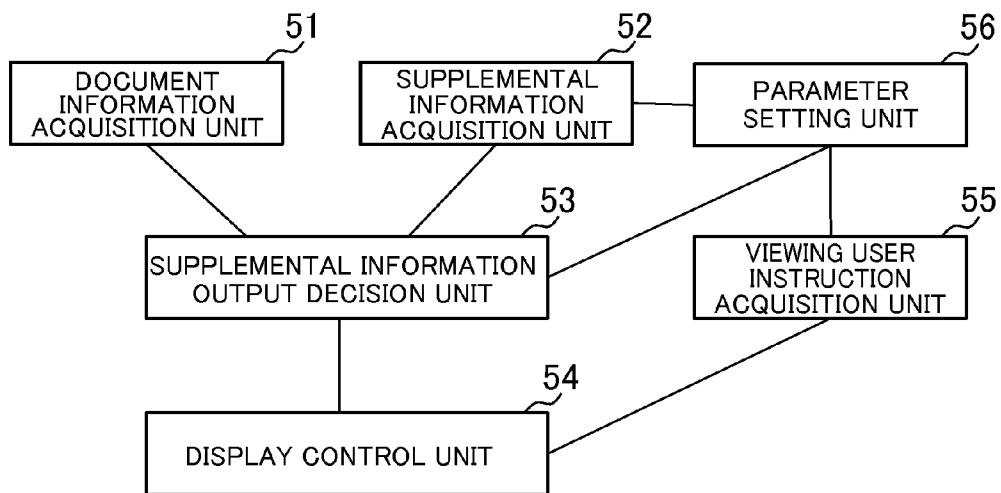 51
DOCUMENT
INFORMATION
ACQUISITION UNIT
52
SUPPLEMENTAL
INFORMATION
ACQUISITION UNIT
56
PARAMETER
SETTING UNIT
53
SUPPLEMENTAL INFORMATION
OUTPUT DECISION UNIT
55
VIEWING USER
INSTRUCTION
ACQUISITION UNIT
54
DISPLAY CONTROL UNIT